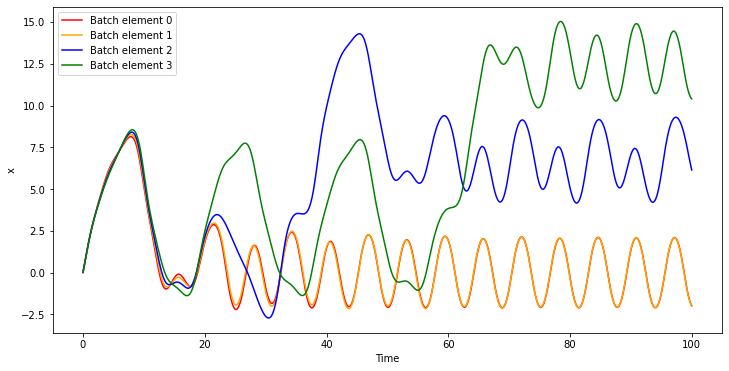 Batch element 0
Batch element 1
Batch element 2
Batch element 3
15.0
12.5
10.0
7.5
5.0
2.5
0.0
−2.5
x
0 20 40 60 80 100
Time